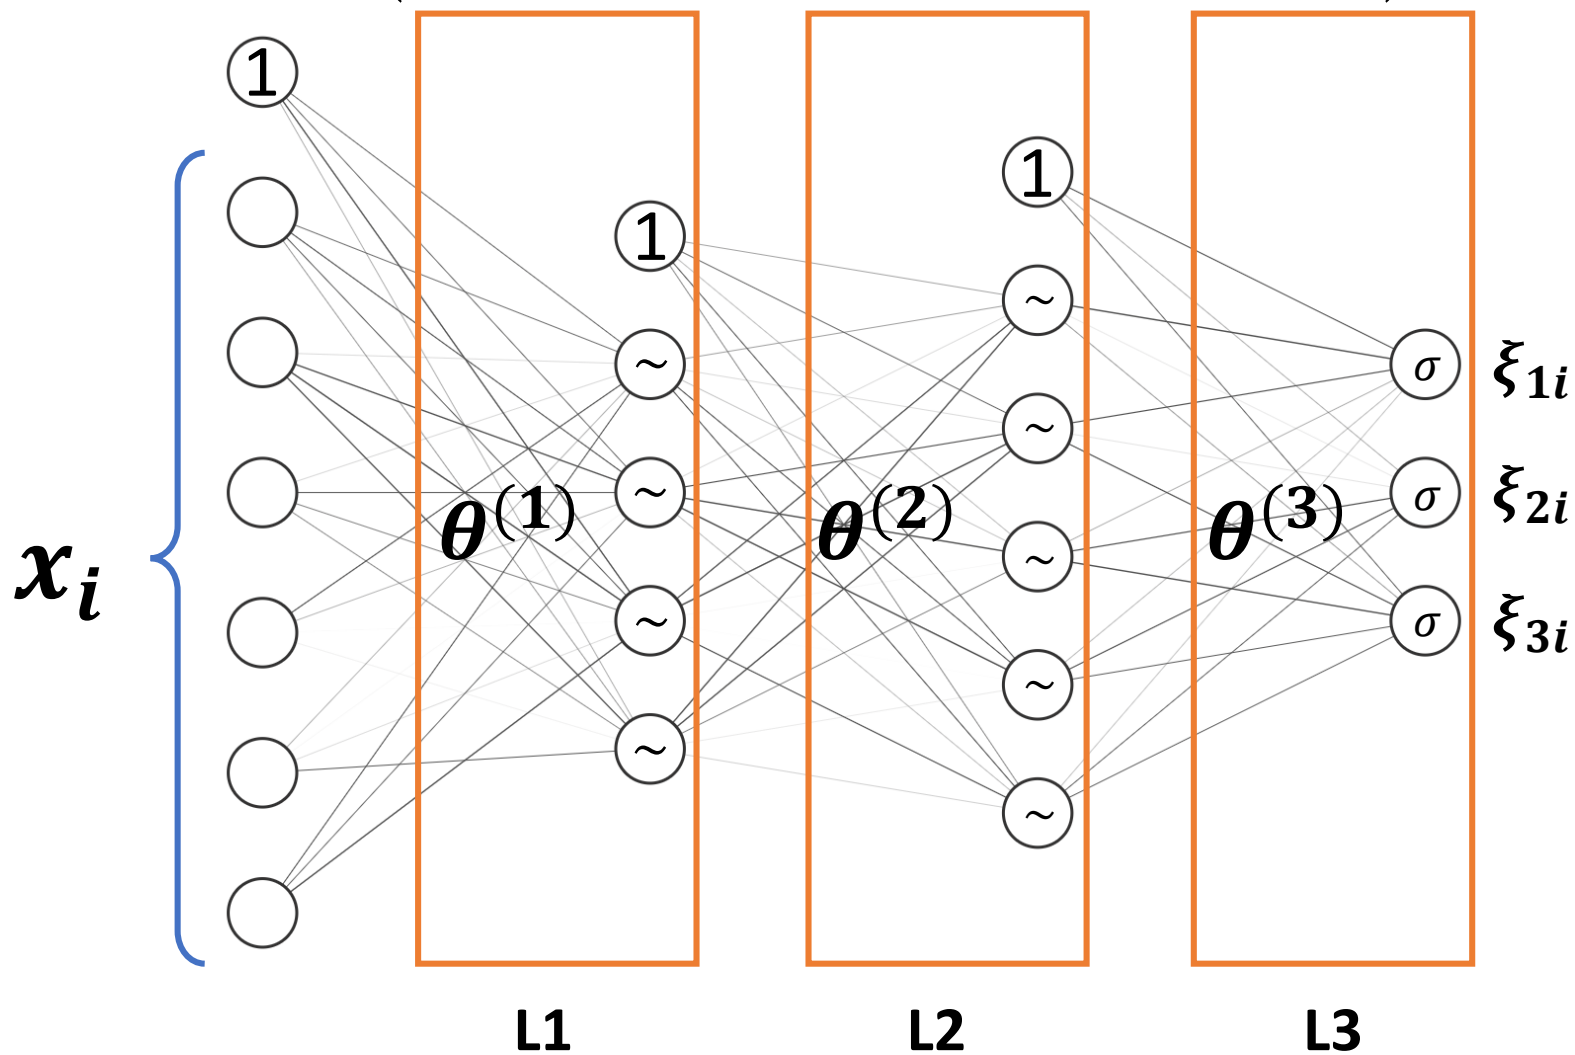 1
1
1
~
~
~
~
~
~
~
~
~
σ
σ
σ
x_i
θ^(1)
θ^(2)
θ^(3)
ξ_1i
ξ_2i
ξ_3i
L1
L2
L3